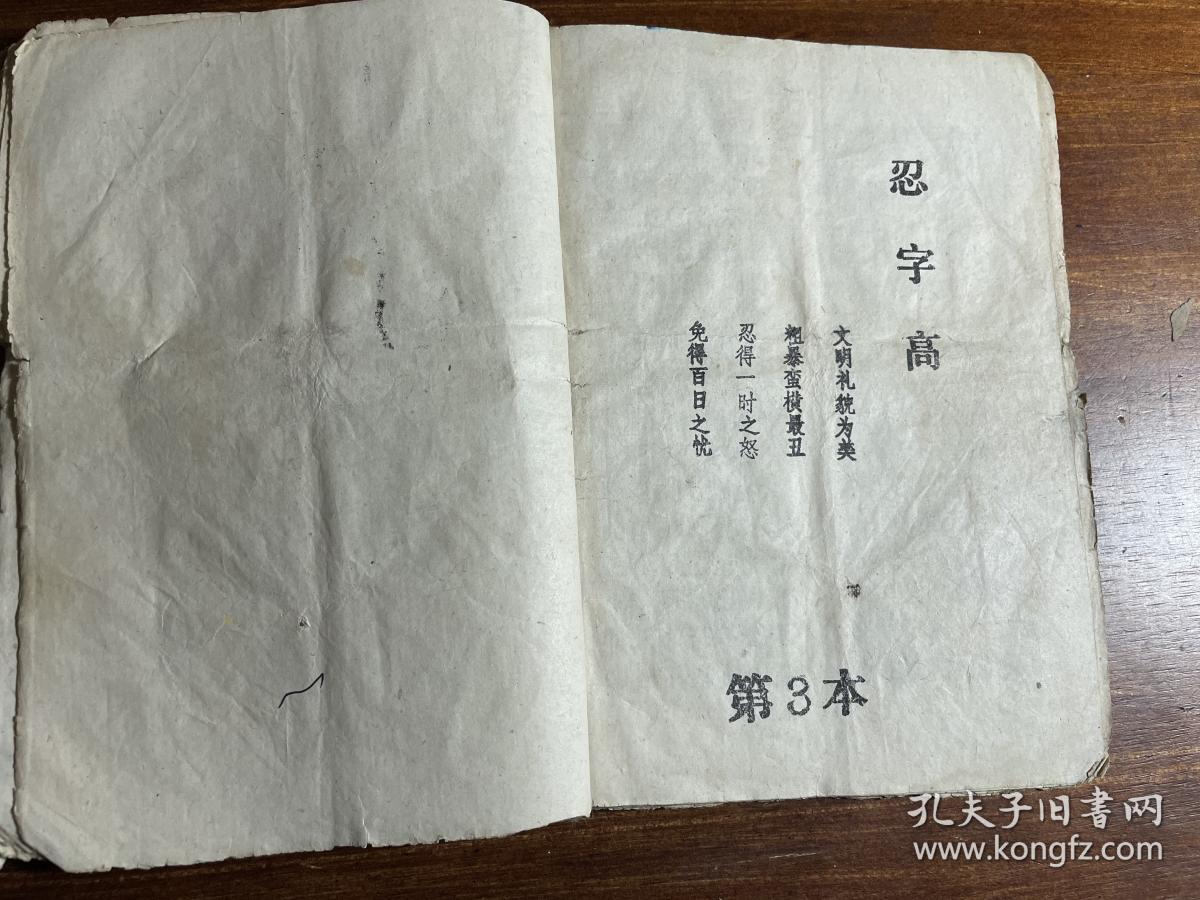 忍字高
文明礼貌为美
粗暴蛮横最丑
忍得一时之怒
免得百日之忧
第3本
孔夫子旧书网
www.kongfz.com